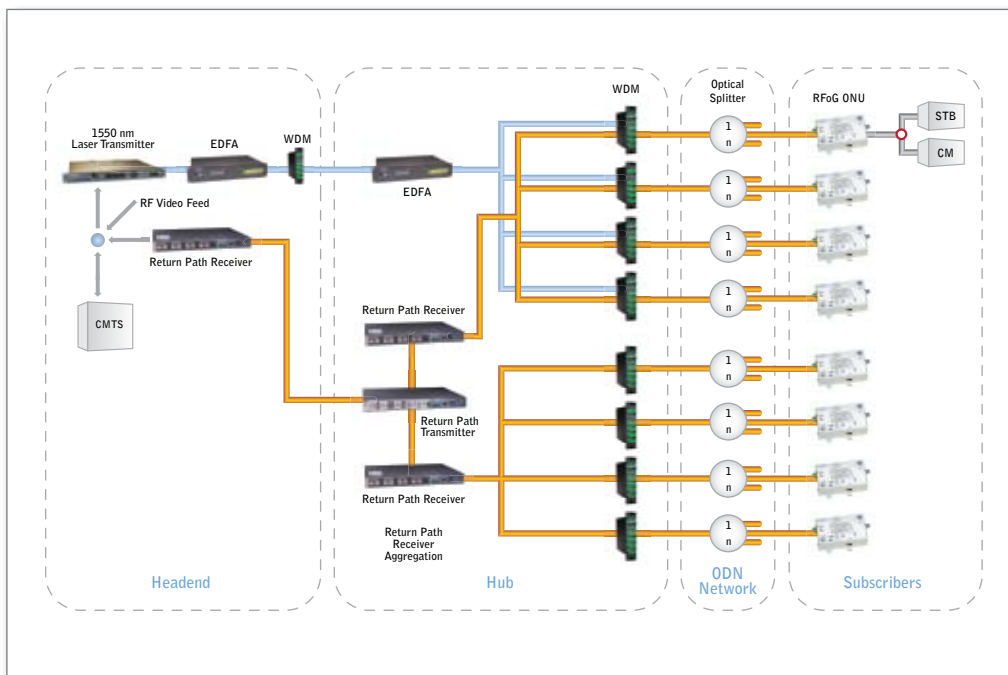 1550 nm
Laser Transmitter
EDFA
WDM
RF Video Feed
Return Path Receiver
CMTS
Headend
EDFA
WDM
Return Path Receiver
Return Path
Transmitter
Return Path Receiver
Return Path
Receiver
Aggregation
Hub
Optical
Splitter
1
n
1
n
1
n
1
n
1
n
1
n
1
n
1
n
ODN
Network
RFoG ONU
STB
CM
Subscribers